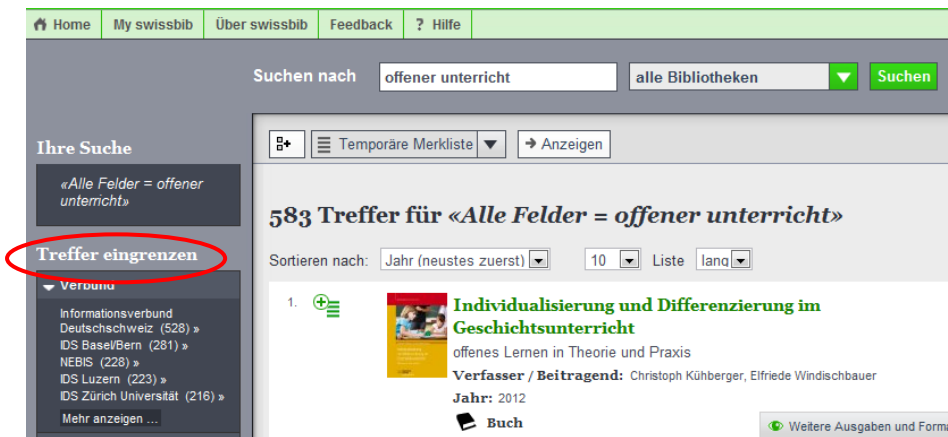 Home My swissbib Über swissbib Feedback ? Hilfe
Suchen nach offener unterricht alle Bibliotheken Suchen
Ihre Suche
«Alle Felder = offener
unterricht»
Treffer eingrenzen
Verbund
Informationsverbund
Deutschschweiz (528) »
IDS Basel/Bern (281) »
NEBIS (228) »
IDS Luzern (223) »
IDS Zürich Universität (216) »
Mehr anzeigen ...
Temporäre Merkliste Anzeigen
583 Treffer für «Alle Felder = offener unterricht»
Sortieren nach: Jahr (neustes zuerst) 10 Liste lang
1. Individualisierung und Differenzierung im
Geschichtsunterricht
offenes Lernen in Theorie und Praxis
Verfasser / Beitragend: Christoph Kühberger, Elfriede Windischbauer
Jahr: 2012
Buch
Weitere Ausgaben und Form